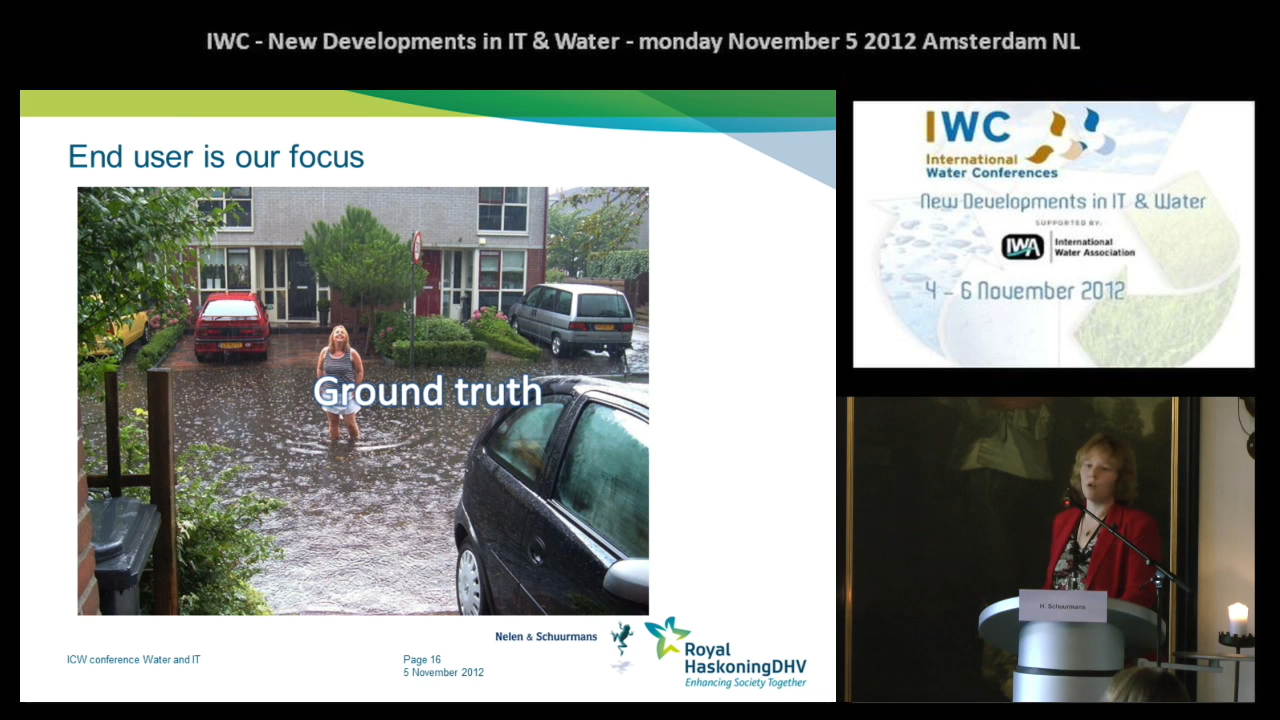 IWC - New Developments in IT & Water - monday November 5 2012 Amsterdam NL
End user is our focus
Ground truth
Nelen & Schuurmans
Royal
HaskoningDHV
Enhancing Society Together
ICW conference Water and IT
Page 16
5 November 2012
IWC
International
Water Conferences
New Developments in IT & Water
SUPPORTED BY:
IWA
International
Water Association
4 – 6 November 2012
H. Schuurmans